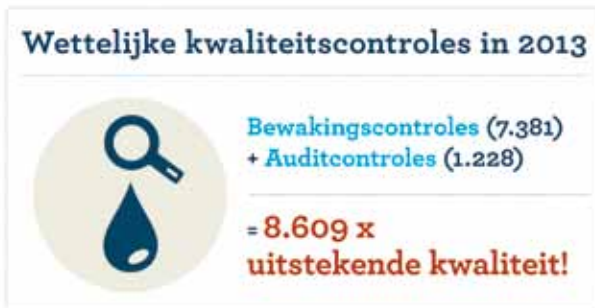 Wettelijke kwaliteitscontroles in 2013
Bewakingscontroles (7.381)
+ Auditcontroles (1.228)
= 8.609 x
uitstekende kwaliteit!